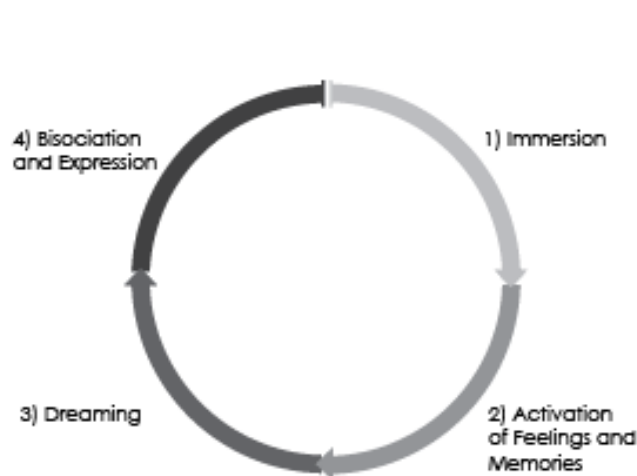 1) Immersion
2) Activation
of Feelings and
Memories
3) Dreaming
4) Bisociation
and Expression